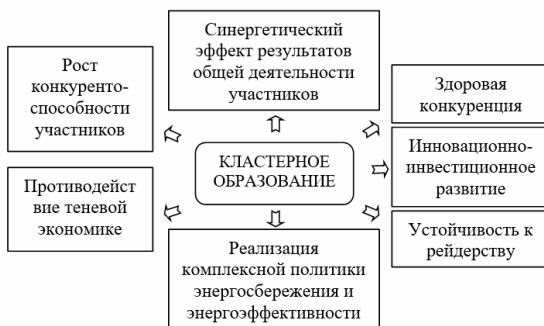 Синергетический
эффект результатов
общей деятельности
участников
Рост
конкуренто-
способности
участников
Здоровая
конкуренция
КЛАСТЕРНОЕ
ОБРАЗОВАНИЕ
Инновационно-
инвестиционное
развитие
Противодейст
вие теневой
экономике
Устойчивость к
рейдерству
Реализация
комплексной политики
энергосбережения и
энергоэффективности